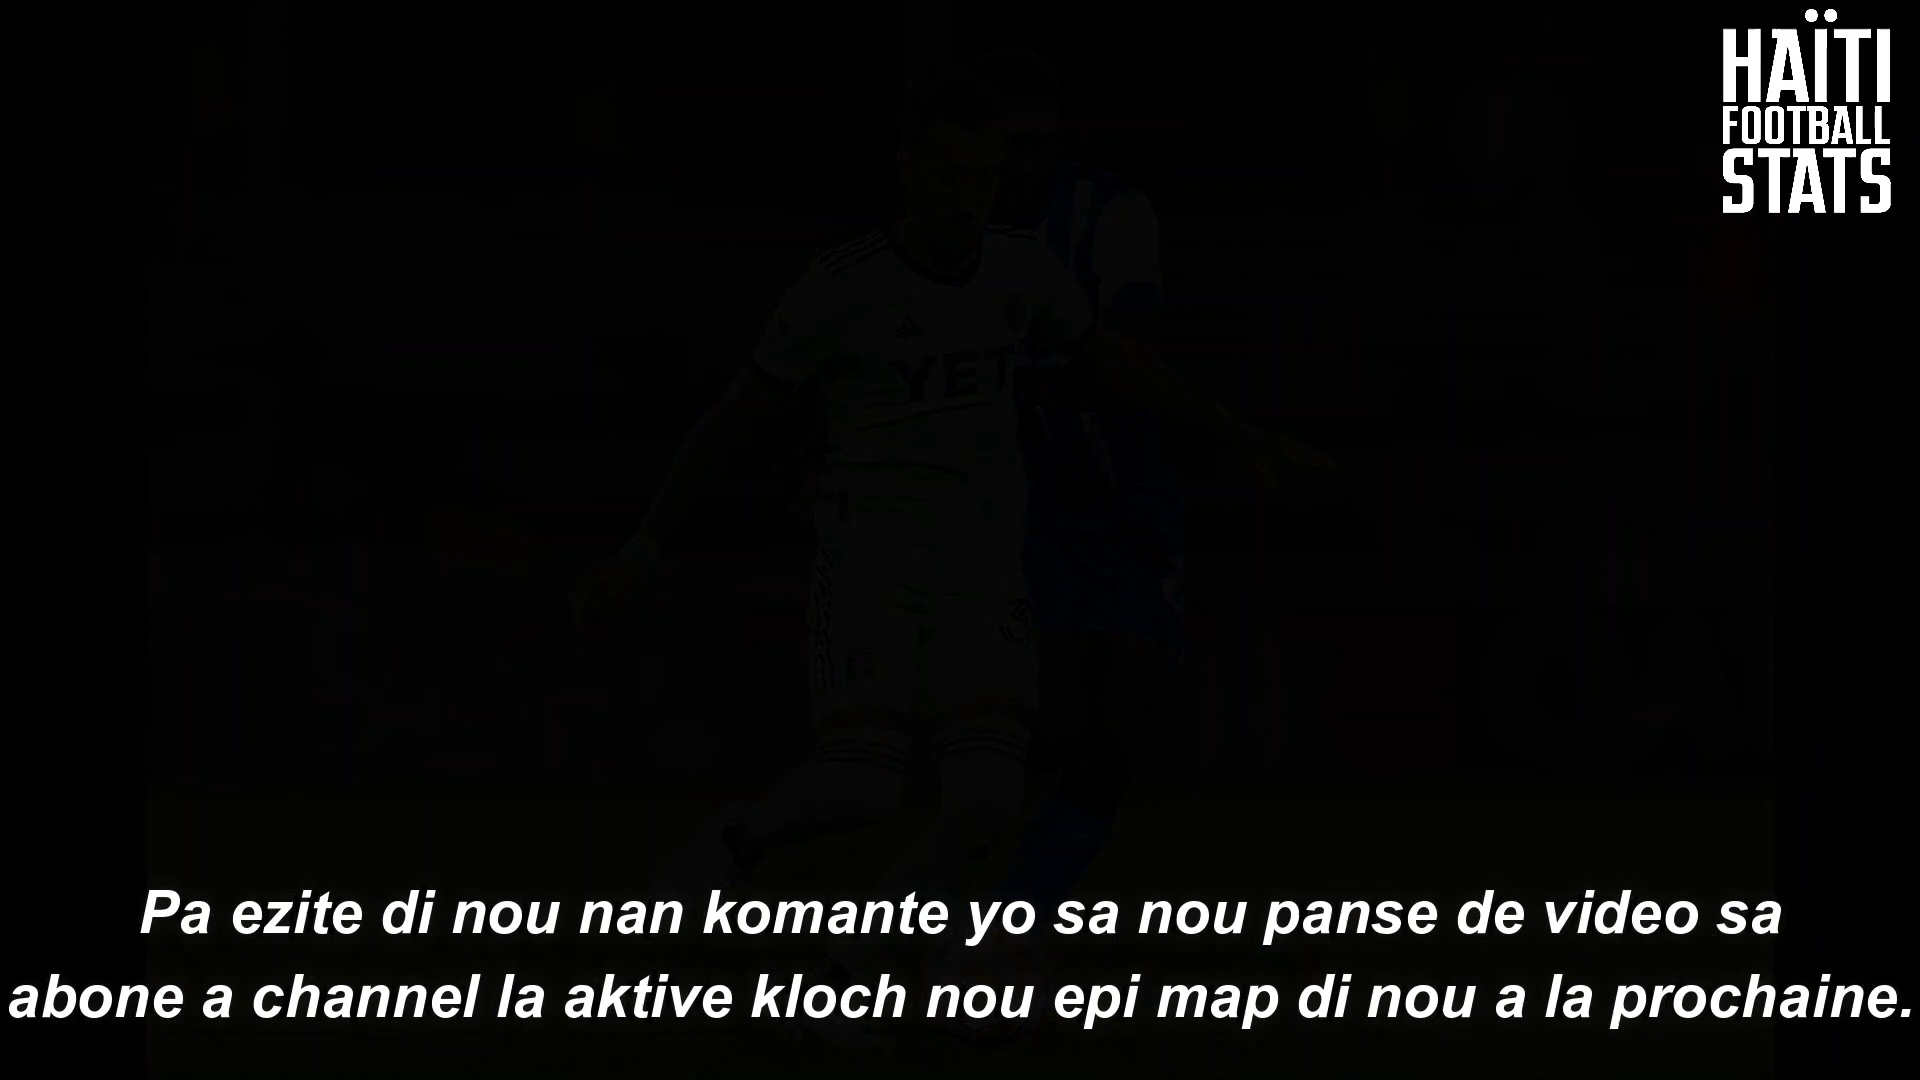 HAÏTI
FOOTBALL
STATS
YET
Pa ezite di nou nan komante yo sa nou panse de video sa
abone a channel la aktive kloch nou epi map di nou a la prochaine.